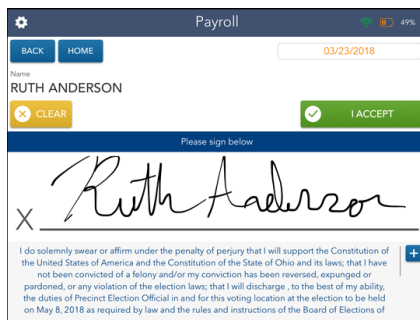 Payroll
49%
BACK
HOME
03/23/2018
Name
RUTH ANDERSON
CLEAR
I ACCEPT
Please sign below
X Ruth Anderson
I do solemnly swear or affirm under the penalty of perjury that I will support the Constitution of
the United States of America and the Constitution of the State of Ohio and its laws; that I have
not been convicted of a felony and/or my conviction has been reversed, expunged or
pardoned, or any violation of the election laws; that I will discharge , to the best of my ability,
the duties of Precinct Election Official in and for this voting location at the election to be held
on May 8, 2018 as required by law and the rules and instructions of the Board of Elections of